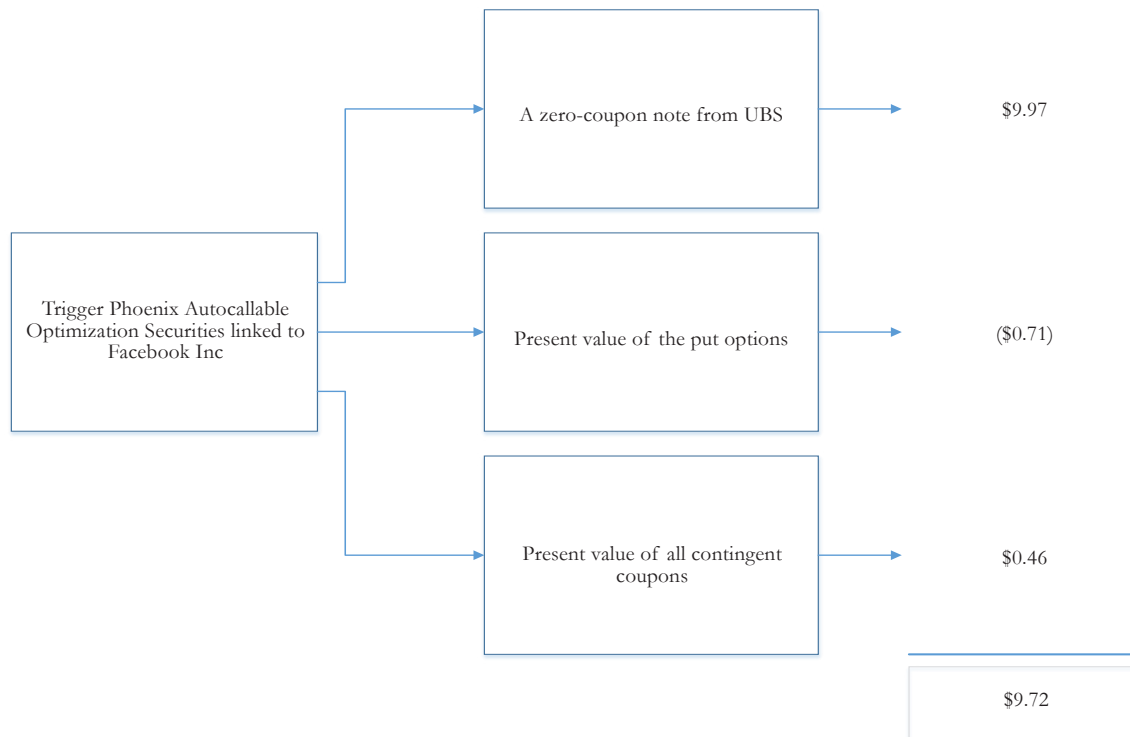 A zero-coupon note from UBS
$9.97
Trigger Phoenix Autocallable
Optimization Securities linked to
Facebook Inc
Present value of the put options
($0.71)
Present value of all contingent
coupons
$0.46
$9.72